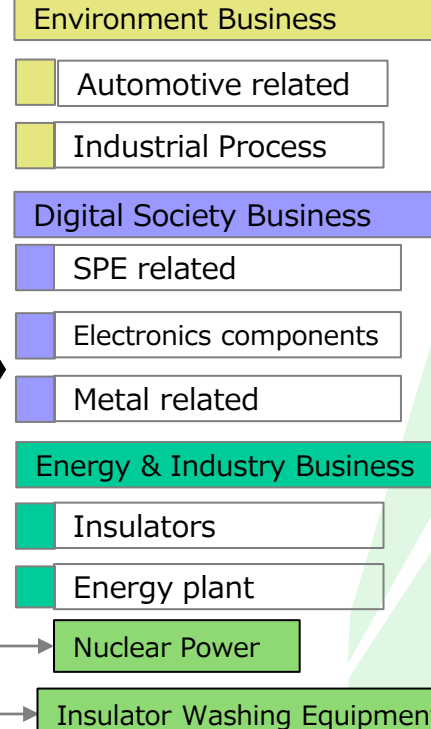 Environment Business
Automotive related
Industrial Process
Digital Society Business
SPE related
Electronics components
Metal related
Energy & Industry Business
Insulators
Energy plant
Nuclear Power
Insulator Washing Equipment